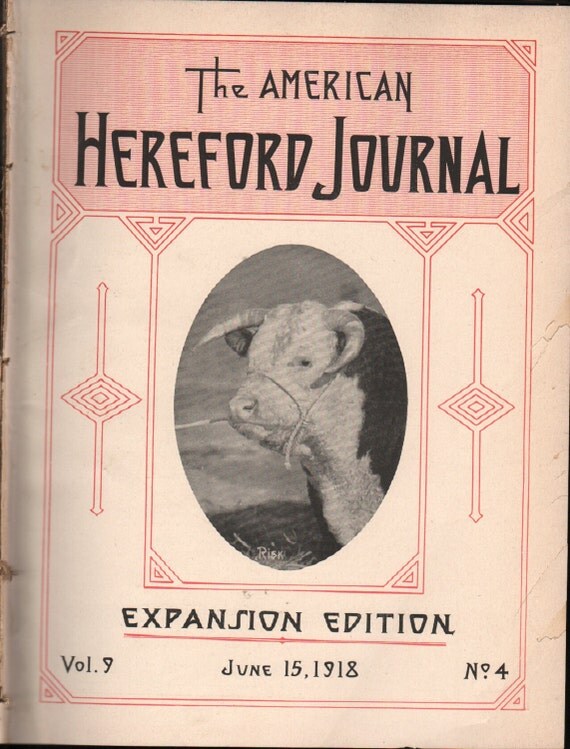 The AMERICAN
HEREFORD JOURNAL
Risk
EXPANSION EDITION
Vol. 9 JUNE 15, 1918 No 4